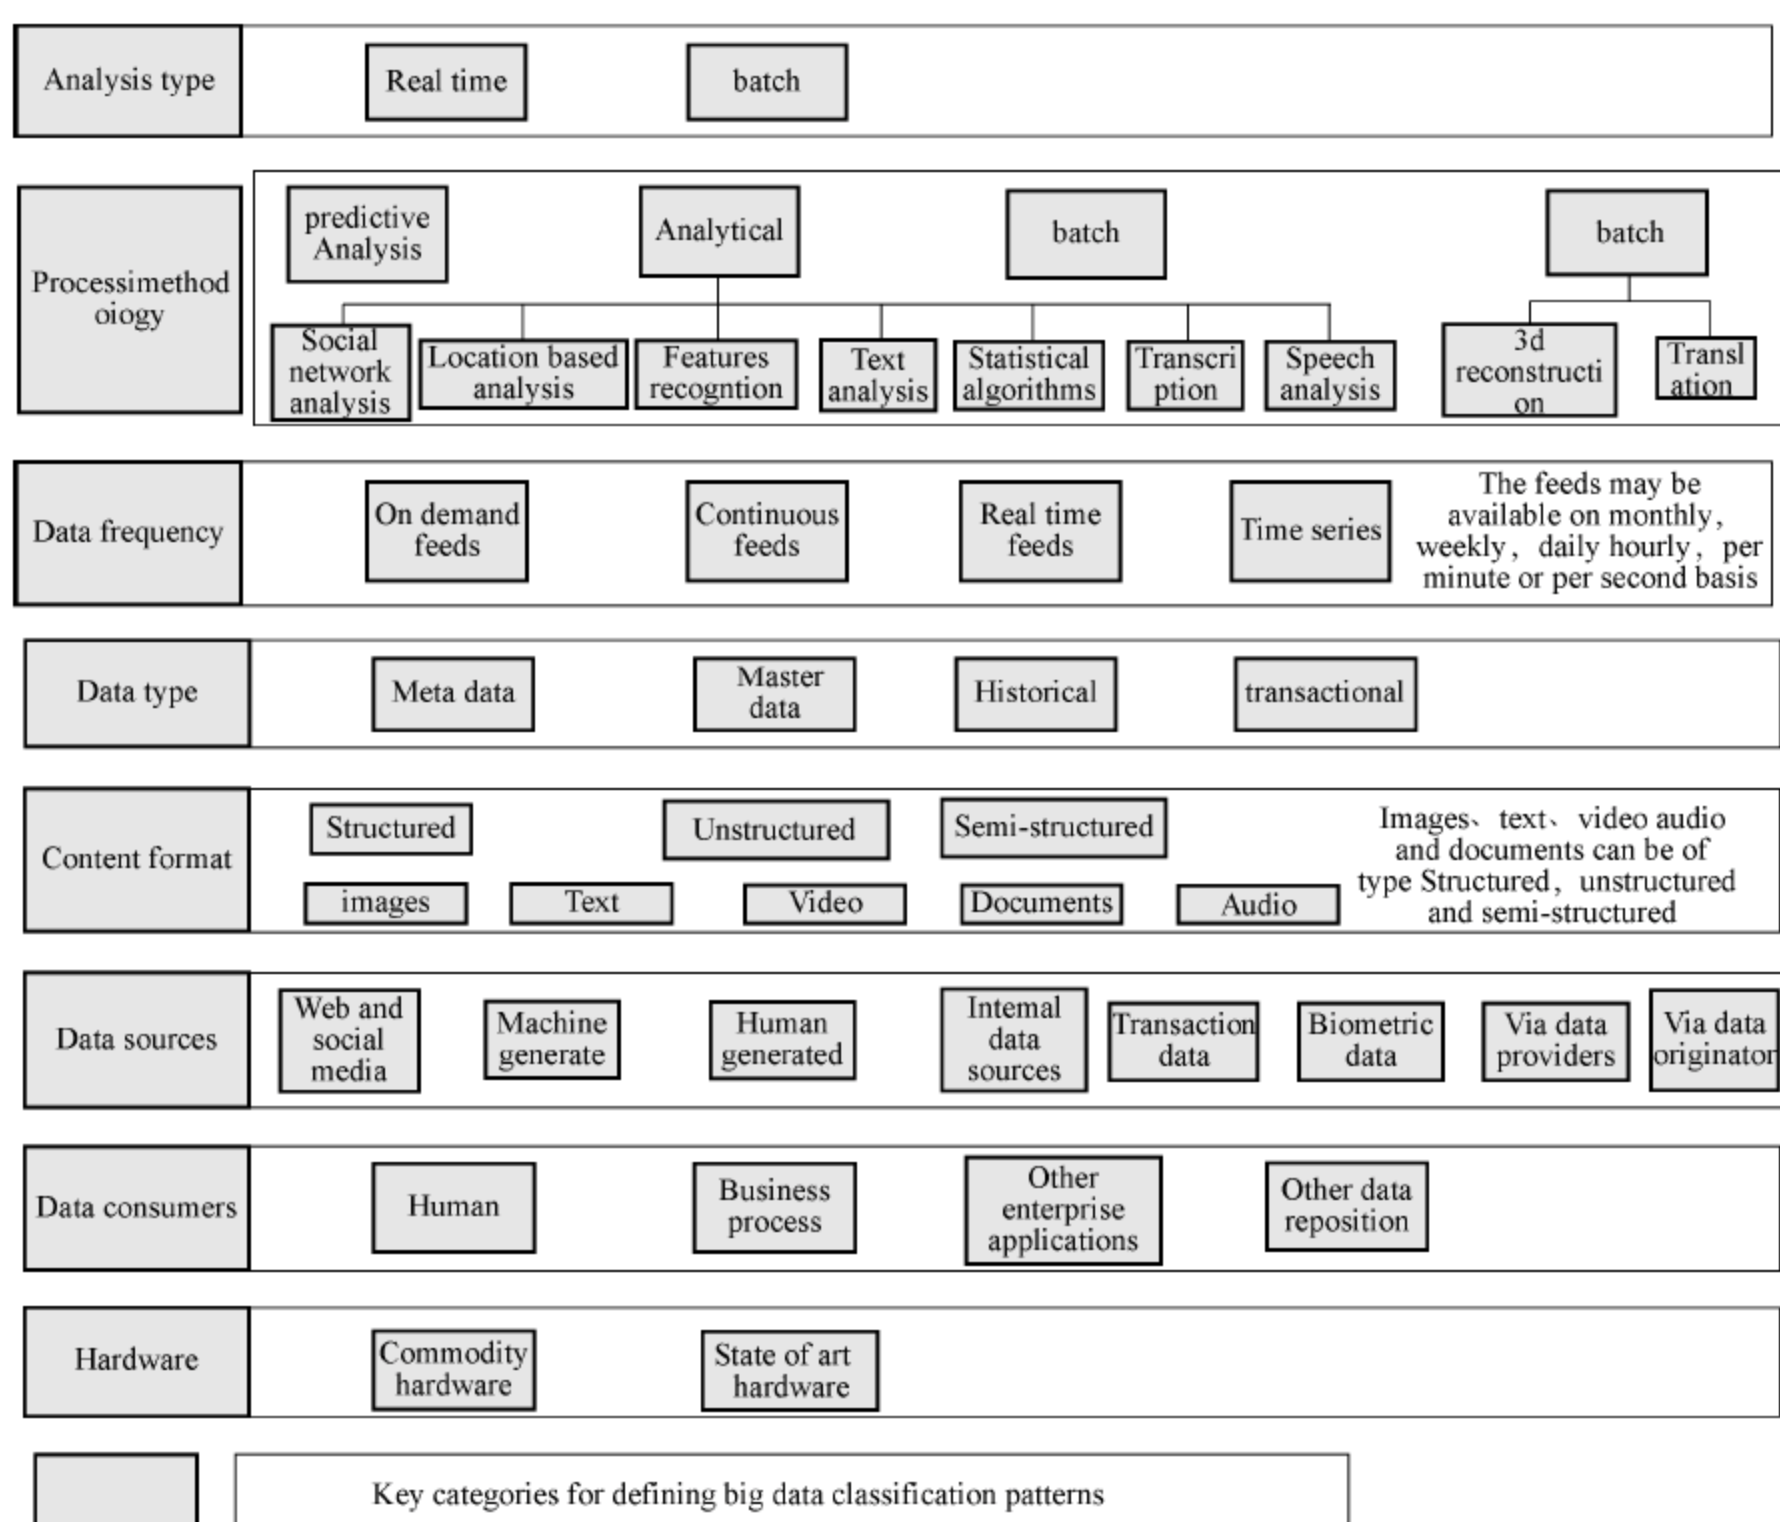 Analysis type
Real time
batch
Processimethod
oiogy
predictive
Analysis
Analytical
batch
batch
Social
network
analysis
Location based
analysis
Features
recogntion
Text
analysis
Statistical
algorithms
Transcri
ption
Speech
analysis
3d
reconstructi
on
Transl
ation
Data frequency
On demand
feeds
Continuous
feeds
Real time
feeds
Time series
The feeds may be
available on monthly,
weekly, daily hourly, per
minute or per second basis
Data type
Meta data
Master
data
Historical
transactional
Content format
Structured
Unstructured
Semi-structured
images
Text
Video
Documents
Audio
Images、text、video audio
and documents can be of
type Structured, unstructured
and semi-structured
Data sources
Web and
social
media
Machine
generate
Human
generated
Intemal
data
sources
Transaction
data
Biometric
data
Via data
providers
Via data
originator
Data consumers
Human
Business
process
Other
enterprise
applications
Other data
reposition
Hardware
Commodity
hardware
State of art
hardware
Key categories for defining big data classification patterns